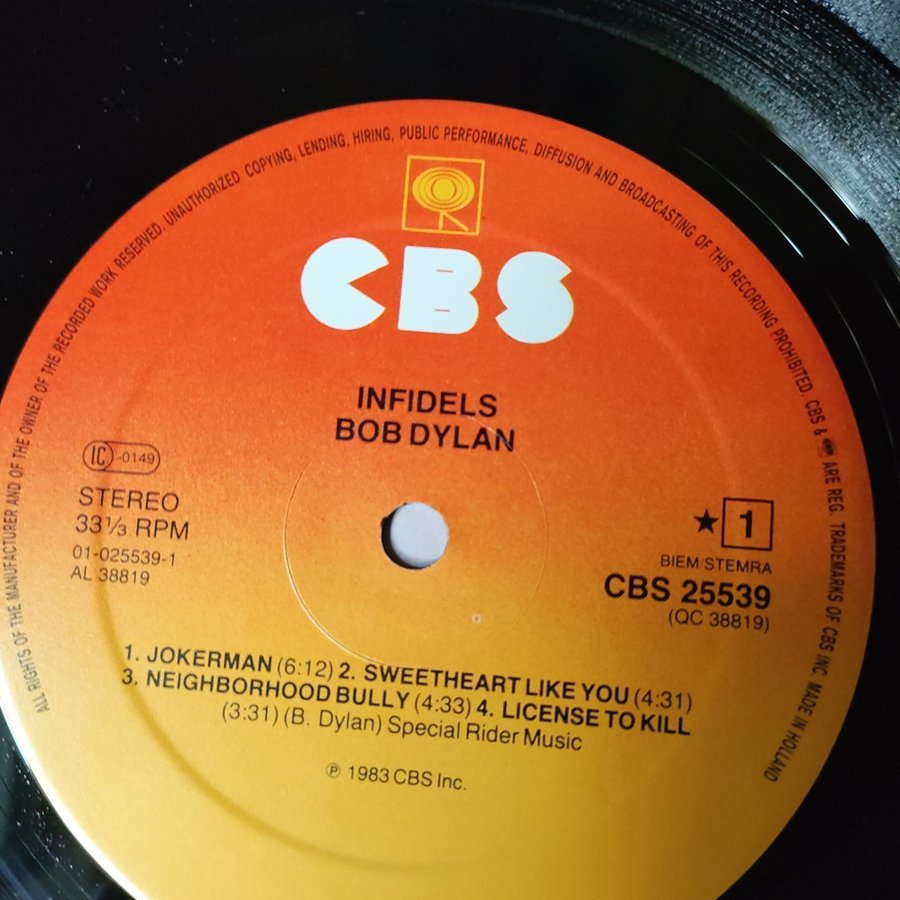 ALL RIGHTS OF THE MANUFACTURER AND OF THE OWNER OF THE RECORDED WORK RESERVED. UNAUTHORIZED COPYING, LENDING, HIRING, PUBLIC PERFORMANCE, DIFFUSION AND BROADCASTING OF THIS RECORDING PROHIBITED. CBS & ARE REG. TRADEMARKS OF CBS INC. MADE IN HOLLAND
CBS
INFIDELS
BOB DYLAN
IC -0149
STEREO
33⅓ RPM
01-025539-1
AL 38819
★ 1
BIEM/STEMRA
CBS 25539
(QC 38819)
1. JOKERMAN (6:12) 2. SWEETHEART LIKE YOU (4:31)
3. NEIGHBORHOOD BULLY (4:33) 4. LICENSE TO KILL
(3:31) (B. Dylan) Special Rider Music
℗ 1983 CBS Inc.